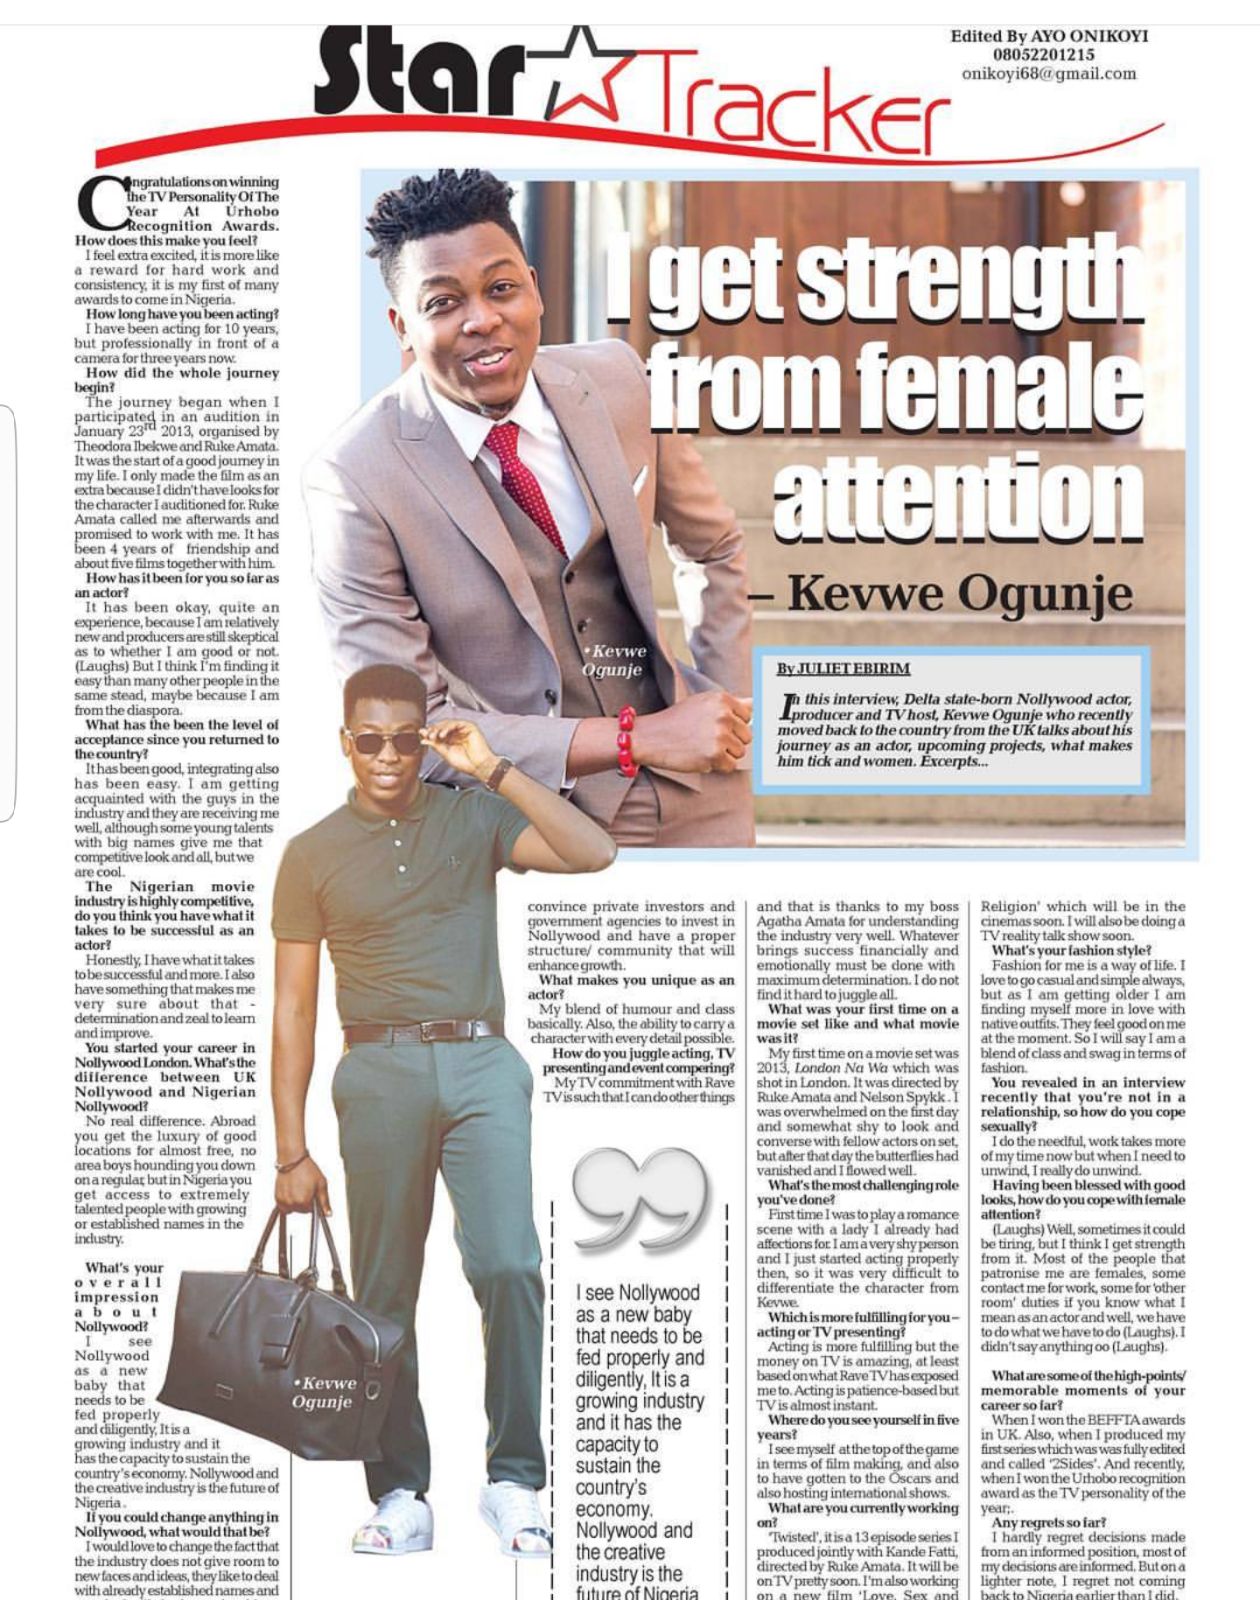 Star Tracker
Edited By AYO ONIKOYI
08052201215
onikoyi68@gmail.com
I get strength
from female
attention
– Kevwe Ogunje
• Kevwe
Ogunje
By JULIET EBIRIM
In this interview, Delta state-born Nollywood actor,
producer and TV host, Kevwe Ogunje who recently
moved back to the country from the UK talks about his
journey as an actor, upcoming projects, what makes
him tick and women. Excerpts...
Congratulations on winning
the TV Personality Of The
Year At Urhobo
Recognition Awards.
How does this make you feel?
I feel extra excited, it is more like
a reward for hard work and
consistency, it is my first of many
awards to come in Nigeria.
How long have you been acting?
I have been acting for 10 years,
but professionally in front of a
camera for three years now.
How did the whole journey
begin?
The journey began when I
participated in an audition in
January 23rd 2013, organised by
Theodora Ibekwe and Ruke Amata.
It was the start of a good journey in
my life. I only made the film as an
extra because I didn't have looks for
the character I auditioned for. Ruke
Amata called me afterwards and
promised to work with me. It has
been 4 years of friendship and
about five films together with him.
How has it been for you so far as
an actor?
It has been okay, quite an
experience, because I am relatively
new and producers are still skeptical
as to whether I am good or not.
(Laughs) But I think I'm finding it
easy than many other people in the
same stead, maybe because I am
from the diaspora.
What has the been the level of
acceptance since you returned to
the country?
It has been good, integrating also
has been easy. I am getting
acquainted with the guys in the
industry and they are receiving me
well, although some young talents
with big names give me that
competitive look and all, but we
are cool.
The Nigerian movie
industry is highly competitive,
do you think you have what it
takes to be successful as an
actor?
Honestly, I have what it takes
to be successful and more. I also
have something that makes me
very sure about that -
determination and zeal to learn
and improve.
You started your career in
Nollywood London. What's the
difference between UK
Nollywood and Nigerian
Nollywood?
No real difference. Abroad
you get the luxury of good
locations for almost free, no
area boys hounding you down
on a regular, but in Nigeria you
get access to extremely
talented people with growing
or established names in the
industry.
What's your
overall
impression
about
Nollywood?
I see
Nollywood
as a new
baby that
needs to be
fed properly
and diligently, It is a
growing industry and it
has the capacity to sustain the
country's economy. Nollywood and
the creative industry is the future of
Nigeria .
If you could change anything in
Nollywood, what would that be?
I would love to change the fact that
the industry does not give room to
new faces and ideas, they like to deal
with already established names and
• Kevwe
Ogunje
convince private investors and
government agencies to invest in
Nollywood and have a proper
structure/ community that will
enhance growth.
What makes you unique as an
actor?
My blend of humour and class
basically. Also, the ability to carry a
character with every detail possible.
How do you juggle acting, TV
presenting and event compering?
My TV commitment with Rave
TV is such that I can do other things
I see Nollywood
as a new baby
that needs to be
fed properly and
diligently, It is a
growing industry
and it has the
capacity to
sustain the
country's
economy.
Nollywood and
the creative
industry is the
future of Nigeria
and that is thanks to my boss
Agatha Amata for understanding
the industry very well. Whatever
brings success financially and
emotionally must be done with
maximum determination. I do not
find it hard to juggle all.
What was your first time on a
movie set like and what movie
was it?
My first time on a movie set was
2013, London Na Wa which was
shot in London. It was directed by
Ruke Amata and Nelson Spykk . I
was overwhelmed on the first day
and somewhat shy to look and
converse with fellow actors on set,
but after that day the butterflies had
vanished and I flowed well.
What's the most challenging role
you've done?
First time I was to play a romance
scene with a lady I already had
affections for. I am a very shy person
and I just started acting properly
then, so it was very difficult to
differentiate the character from
Kevwe.
Which is more fulfilling for you –
acting or TV presenting?
Acting is more fulfilling but the
money on TV is amazing, at least
based on what Rave TV has exposed
me to. Acting is patience-based but
TV is almost instant.
Where do you see yourself in five
years?
I see myself at the top of the game
in terms of film making, and also
to have gotten to the Oscars and
also hosting international shows.
What are you currently working
on?
'Twisted', it is a 13 episode series I
produced jointly with Kande Fatti,
directed by Ruke Amata. It will be
on TV pretty soon. I'm also working
on a new film 'Love, Sex and
Religion' which will be in the
cinemas soon. I will also be doing a
TV reality talk show soon.
What's your fashion style?
Fashion for me is a way of life. I
love to go casual and simple always,
but as I am getting older I am
finding myself more in love with
native outfits. They feel good on me
at the moment. So I will say I am a
blend of class and swag in terms of
fashion.
You revealed in an interview
recently that you're not in a
relationship, so how do you cope
sexually?
I do the needful, work takes more
of my time now but when I need to
unwind, I really do unwind.
Having been blessed with good
looks, how do you cope with female
attention?
(Laughs) Well, sometimes it could
be tiring, but I think I get strength
from it. Most of the people that
patronise me are females, some
contact me for work, some for 'other
room' duties if you know what I
mean as an actor and well, we have
to do what we have to do (Laughs). I
didn't say anything oo (Laughs).
What are some of the high-points/
memorable moments of your
career so far?
When I won the BEFFTA awards
in UK. Also, when I produced my
first series which was was fully edited
and called '2Sides'. And recently,
when I won the Urhobo recognition
award as the TV personality of the
year;.
Any regrets so far?
I hardly regret decisions made
from an informed position, most of
my decisions are informed. But on a
lighter note, I regret not coming
back to Nigeria earlier than I did.